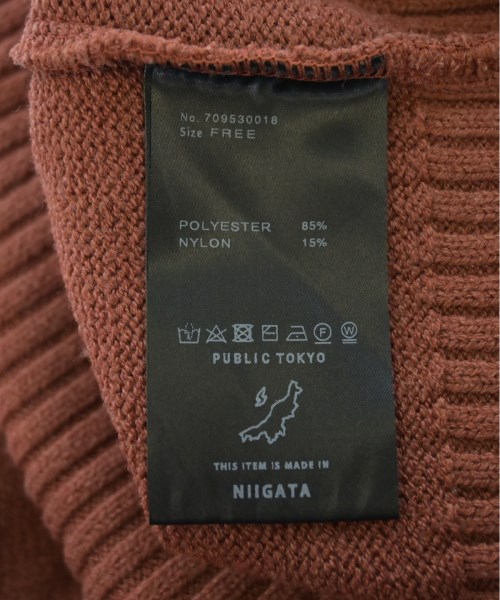 No. 709530018
Size FREE
POLYESTER 85%
NYLON 15%
PUBLIC TOKYO
THIS ITEM IS MADE IN
NIIGATA